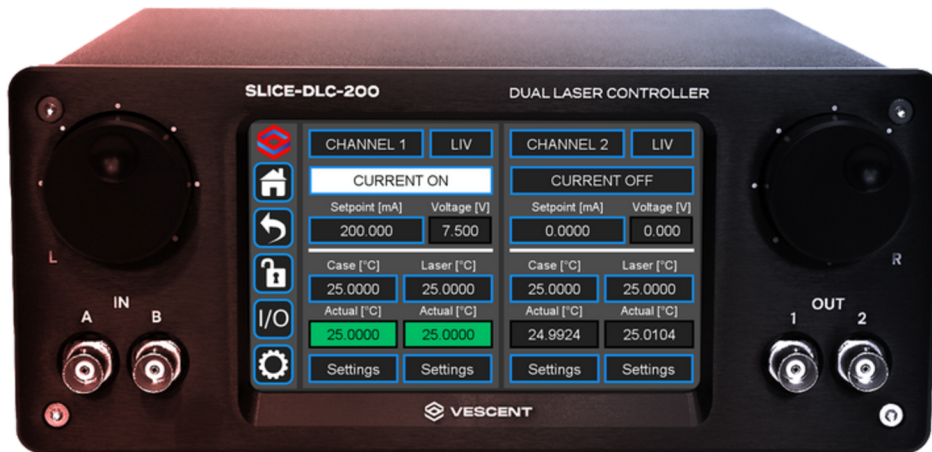 SLICE-DLC-200
DUAL LASER CONTROLLER
CHANNEL 1 LIV CHANNEL 2 LIV
CURRENT ON CURRENT OFF
Setpoint [mA] Voltage [V] Setpoint [mA] Voltage [V]
200.000 7.500 0.0000 0.000
Case [°C] Laser [°C] Case [°C] Laser [°C]
25.0000 25.0000 25.0000 25.0000
Actual [°C] Actual [°C] Actual [°C] Actual [°C]
25.0000 25.0000 24.9924 25.0104
Settings Settings Settings Settings
I/O
L
R
IN
A B
OUT
1 2
VESCENT